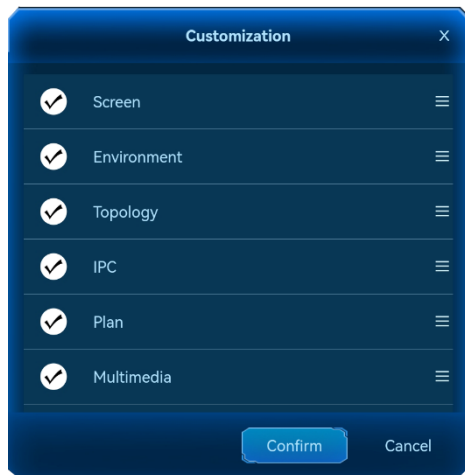 Customization X
Screen
Environment
Topology
IPC
Plan
Multimedia
Confirm Cancel